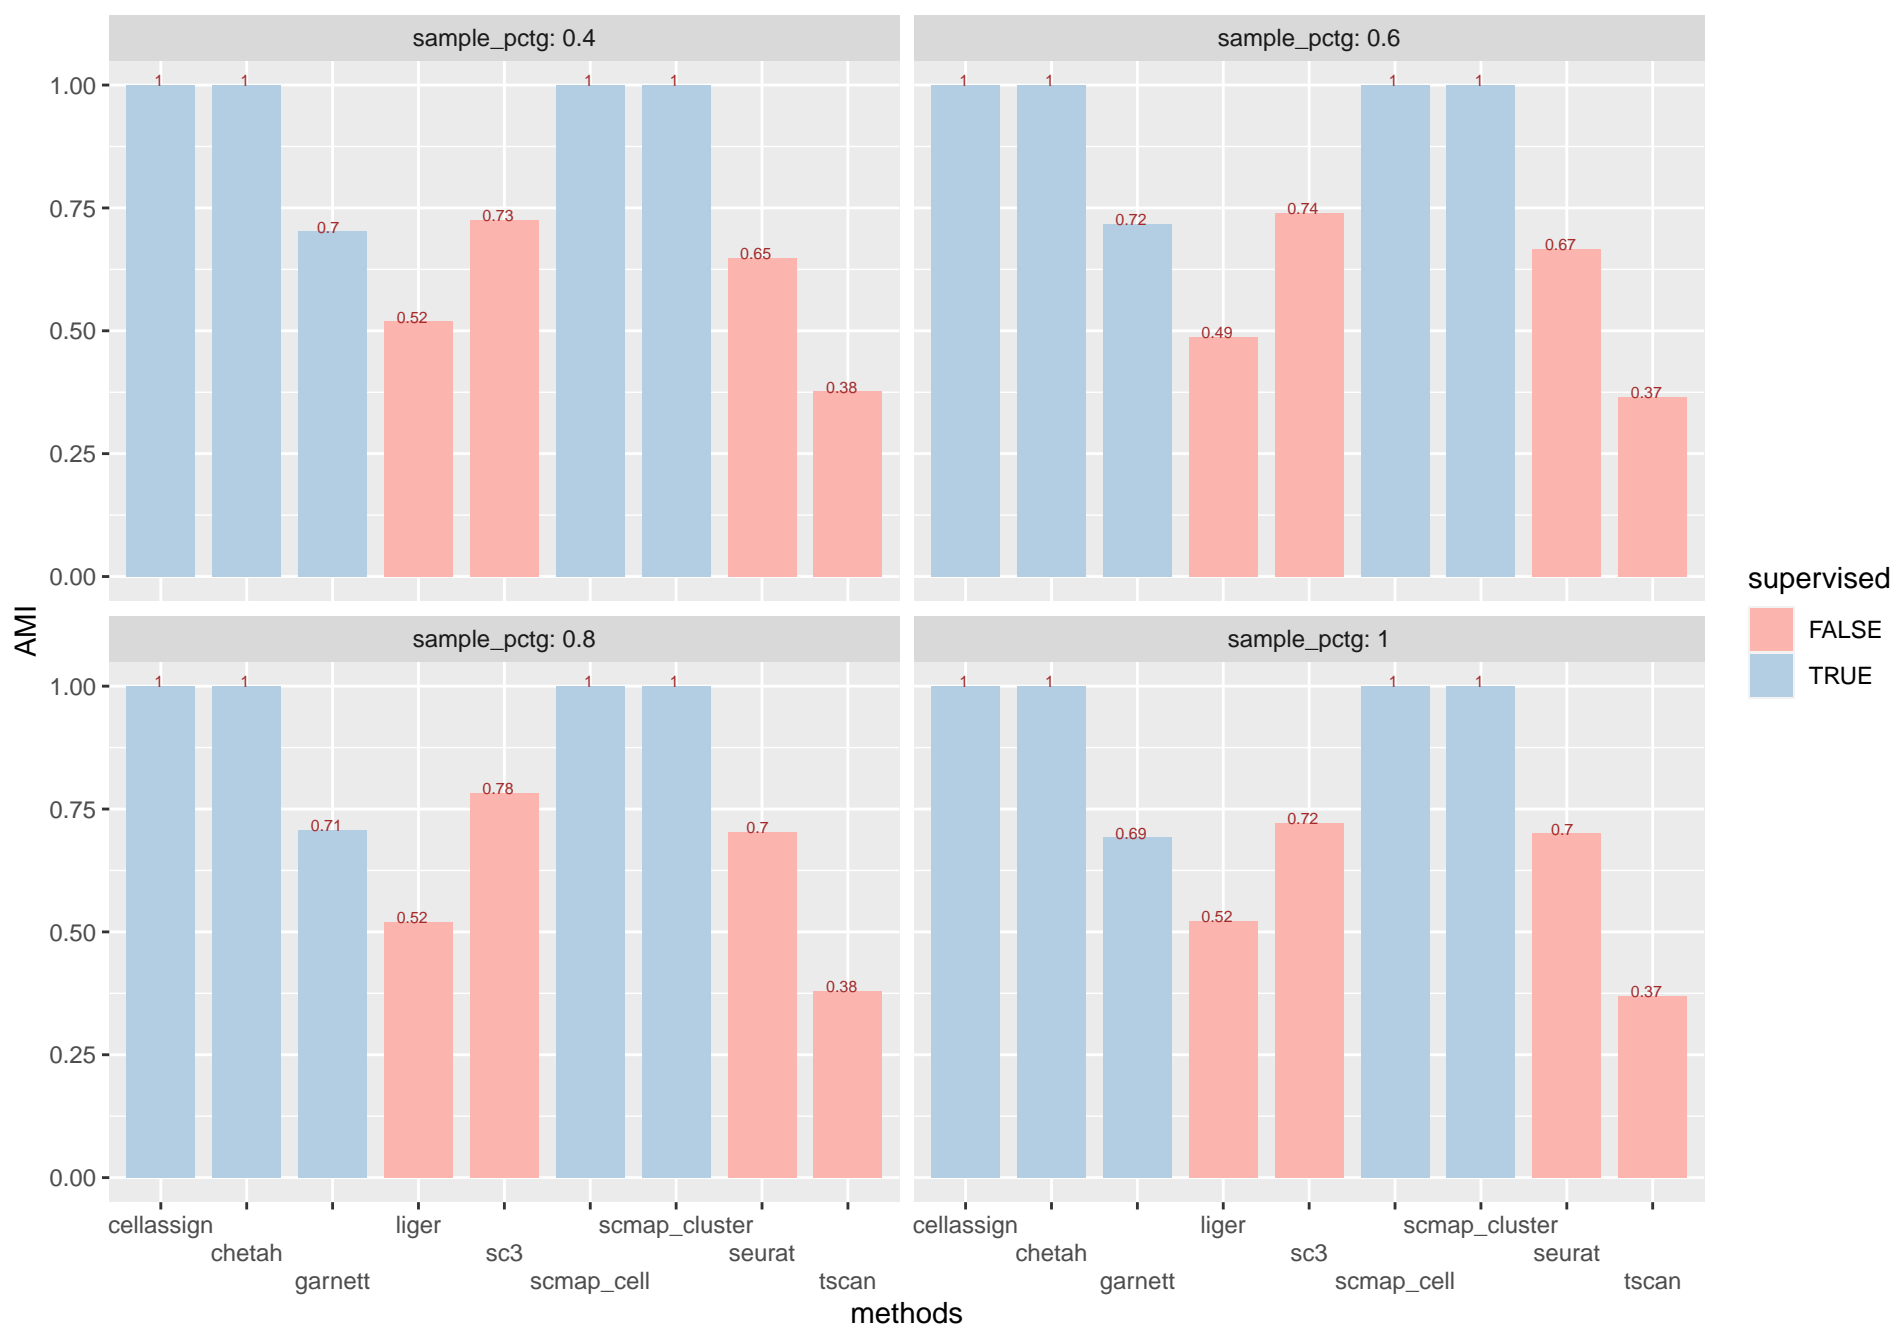 sample_pctg: 0.4
sample_pctg: 0.6
1.00
0.75
0.50
0.25
0.00
1
1
0.7
0.52
0.73
1
1
0.65
0.38
1
1
0.72
0.49
0.74
1
1
0.67
0.37
AMI
sample_pctg: 0.8
sample_pctg: 1
1.00
0.75
0.50
0.25
0.00
1
1
0.71
0.52
0.78
1
1
0.7
0.38
1
1
0.69
0.52
0.72
1
1
0.7
0.37
cellassign
liger
scmap_cluster
chetah
sc3
seurat
garnett
scmap_cell
tscan
cellassign
liger
scmap_cluster
chetah
sc3
seurat
garnett
scmap_cell
tscan
methods
supervised
FALSE
TRUE